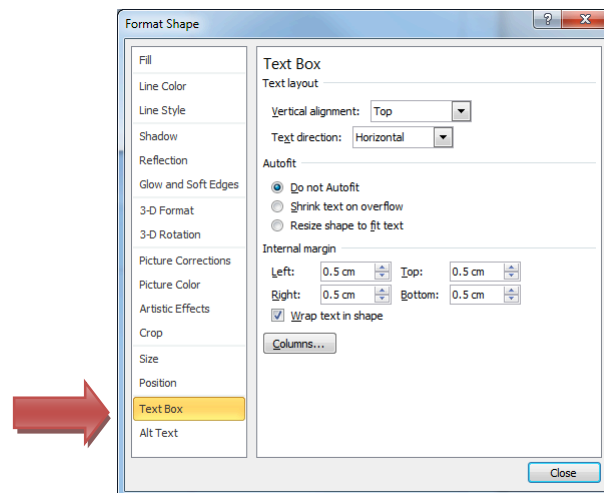 Format Shape
Fill
Line Color
Line Style
Shadow
Reflection
Glow and Soft Edges
3-D Format
3-D Rotation
Picture Corrections
Picture Color
Artistic Effects
Crop
Size
Position
Text Box
Alt Text
Text Box
Text layout
Vertical alignment: Top
Text direction: Horizontal
Autofit
Do not Autofit
Shrink text on overflow
Resize shape to fit text
Internal margin
Left: 0.5 cm Top: 0.5 cm
Right: 0.5 cm Bottom: 0.5 cm
Wrap text in shape
Columns...
Close